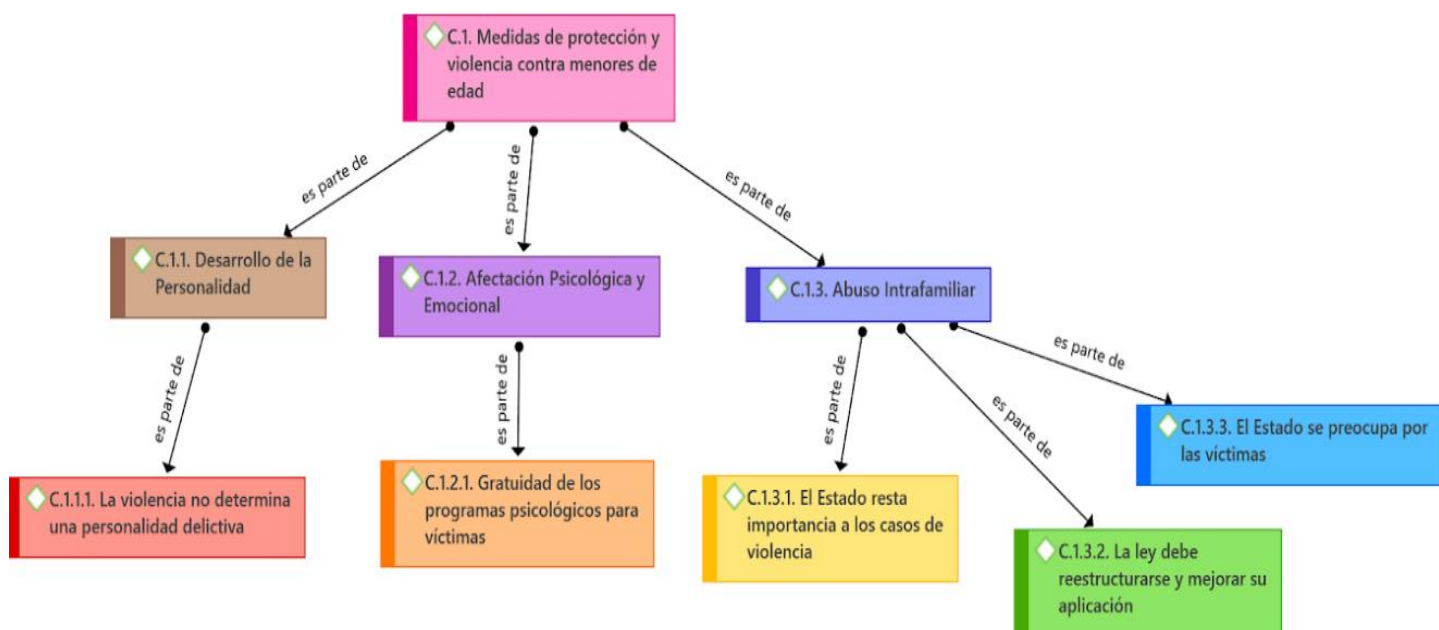 C.1. Medidas de protección y
violencia contra menores de
edad
es parte de
es parte de
es parte de
C.1.1. Desarrollo de la
Personalidad
C.1.2. Afectación Psicológica y
Emocional
C.1.3. Abuso Intrafamiliar
es parte de
es parte de
es parte de
es parte de
es parte de
C.1.1.1. La violencia no determina
una personalidad delictiva
C.1.2.1. Gratuidad de los
programas psicológicos para
víctimas
C.1.3.1. El Estado resta
importancia a los casos de
violencia
C.1.3.2. La ley debe
reestructurarse y mejorar su
aplicación
C.1.3.3. El Estado se preocupa por
las víctimas